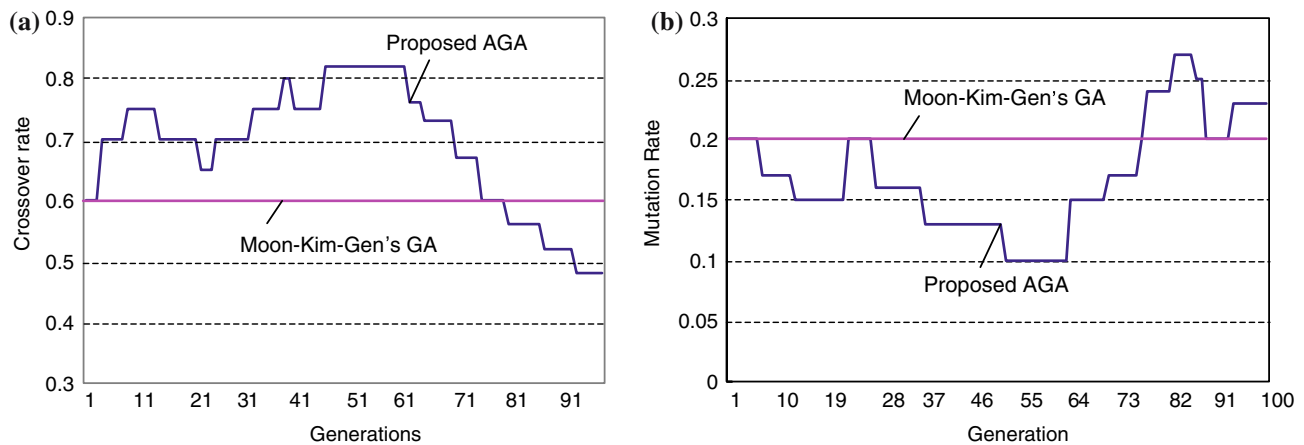 (a)
0.9
0.8
0.7
0.6
0.5
0.4
0.3
Crossover rate
Proposed AGA
Moon-Kim-Gen's GA
1 11 21 31 41 51 61 71 81 91
Generations
(b)
0.3
0.25
0.2
0.15
0.1
0.05
0
Mutation Rate
Moon-Kim-Gen's GA
Proposed AGA
1 10 19 28 37 46 55 64 73 82 91 100
Generation